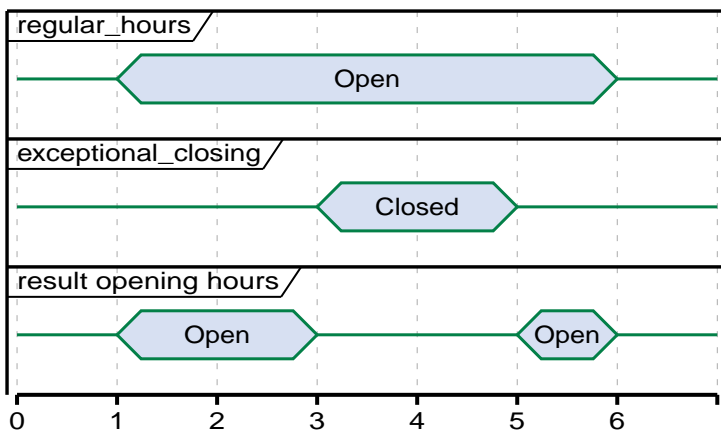 regular_hours
Open
exceptional_closing
Closed
result opening hours
Open Open
0 1 2 3 4 5 6